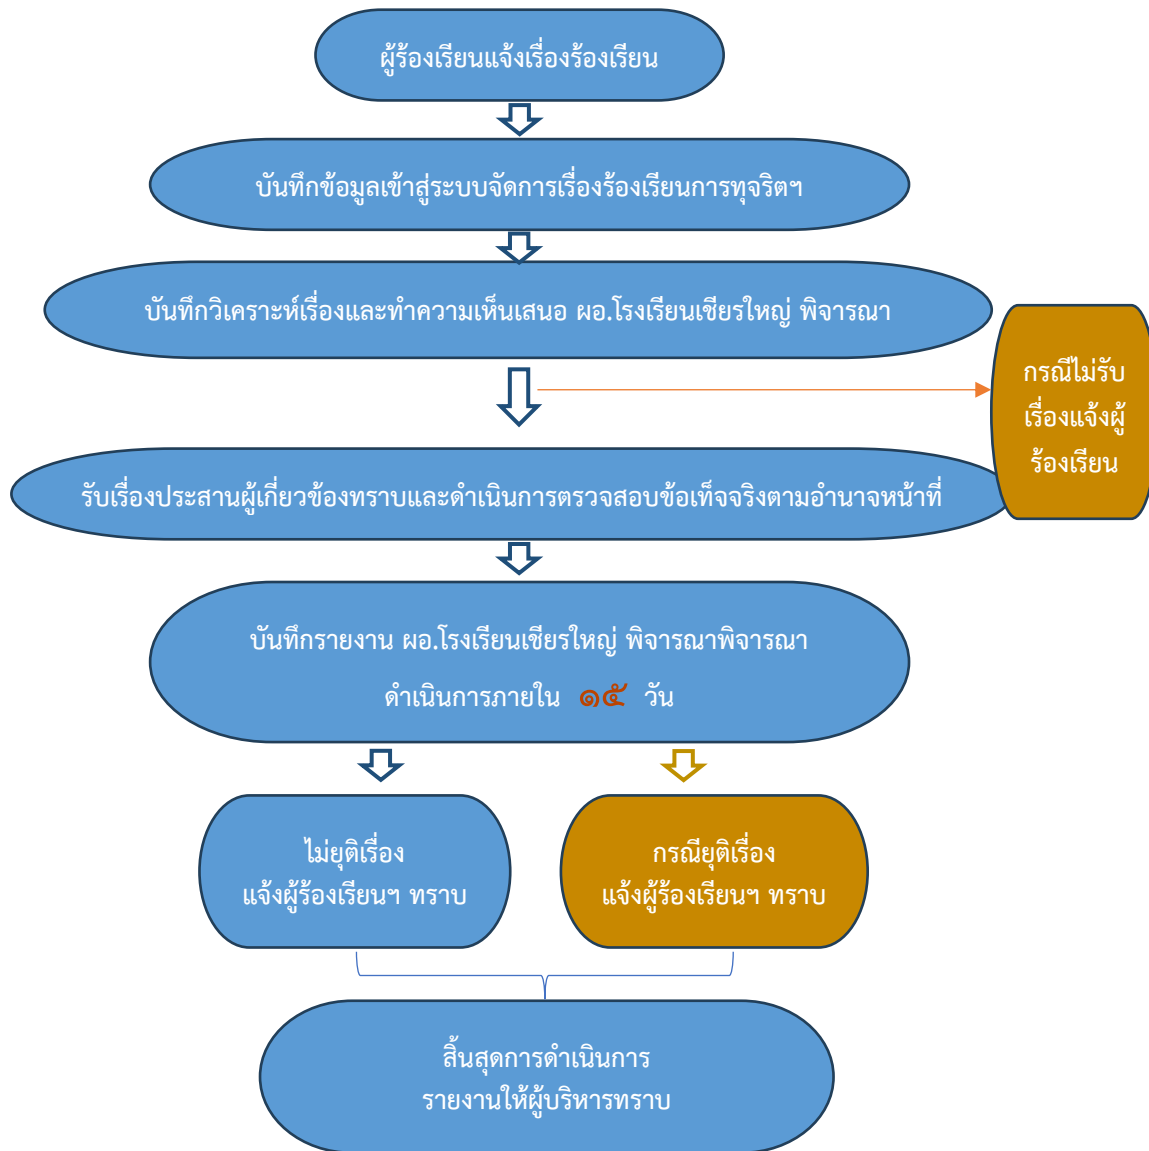 ผู้ร้องเรียนแจ้งเรื่องร้องเรียน
บันทึกข้อมูลเข้าสู่ระบบจัดการเรื่องร้องเรียนการทุจริตฯ
บันทึกวิเคราะห์เรื่องและทำความเห็นเสนอ ผอ.โรงเรียนเชียรใหญ่ พิจารณา
กรณีไม่รับ
เรื่องแจ้งผู้
ร้องเรียน
รับเรื่องประสานผู้เกี่ยวข้องทราบและดำเนินการตรวจสอบข้อเท็จจริงตามอำนาจหน้าที่
บันทึกรายงาน ผอ.โรงเรียนเชียรใหญ่ พิจารณาพิจารณา
ดำเนินการภายใน ๑๕ วัน
ไม่ยุติเรื่อง
แจ้งผู้ร้องเรียนฯ ทราบ
กรณียุติเรื่อง
แจ้งผู้ร้องเรียนฯ ทราบ
สิ้นสุดการดำเนินการ
รายงานให้ผู้บริหารทราบ